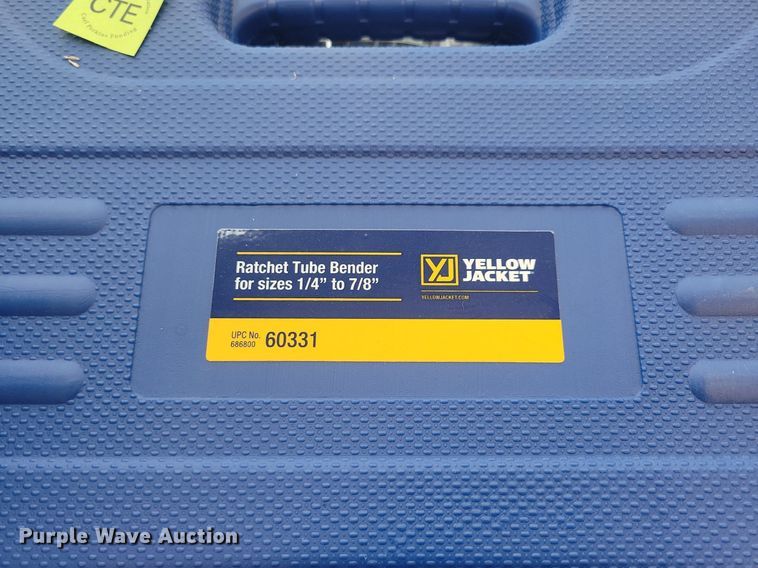 CTE
Ratchet Tube Bender
for sizes 1/4” to 7/8”
YJ YELLOW
JACKET
YELLOWJACKET.COM
UPC No.
686800
60331
Purple Wave Auction®